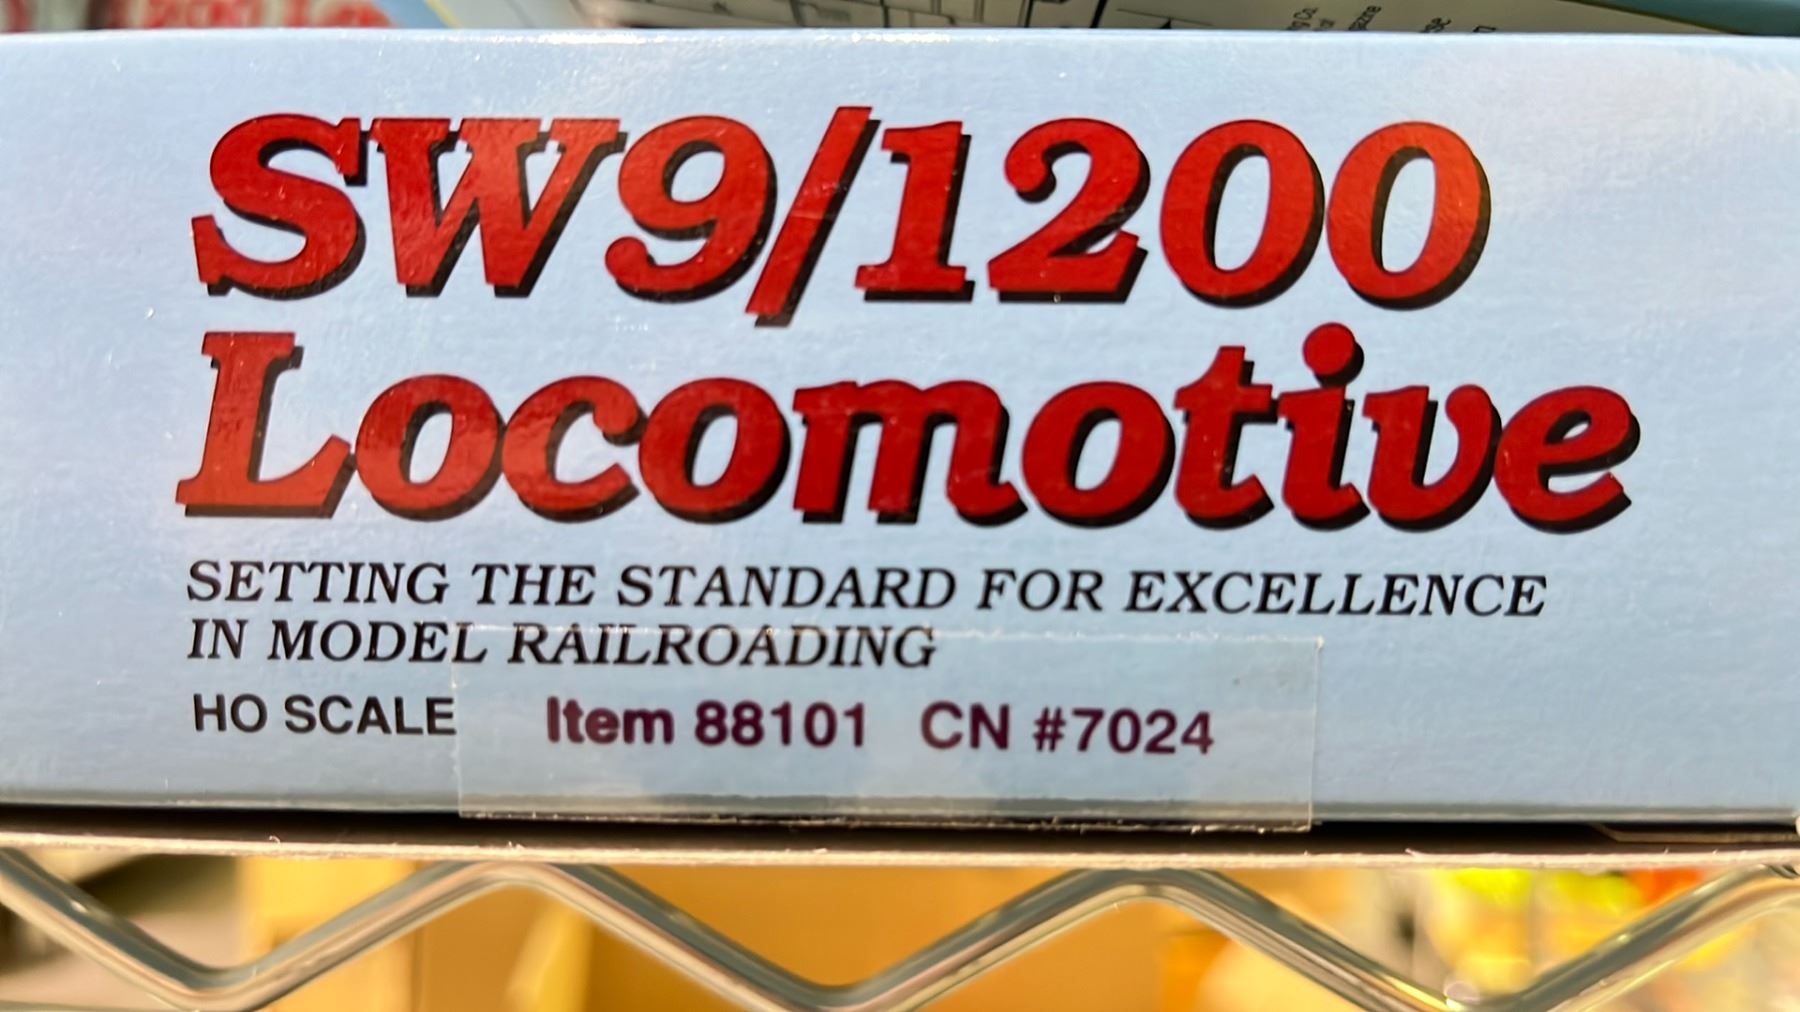 SW9/1200
Locomotive
SETTING THE STANDARD FOR EXCELLENCE
IN MODEL RAILROADING
HO SCALE Item 88101 CN #7024